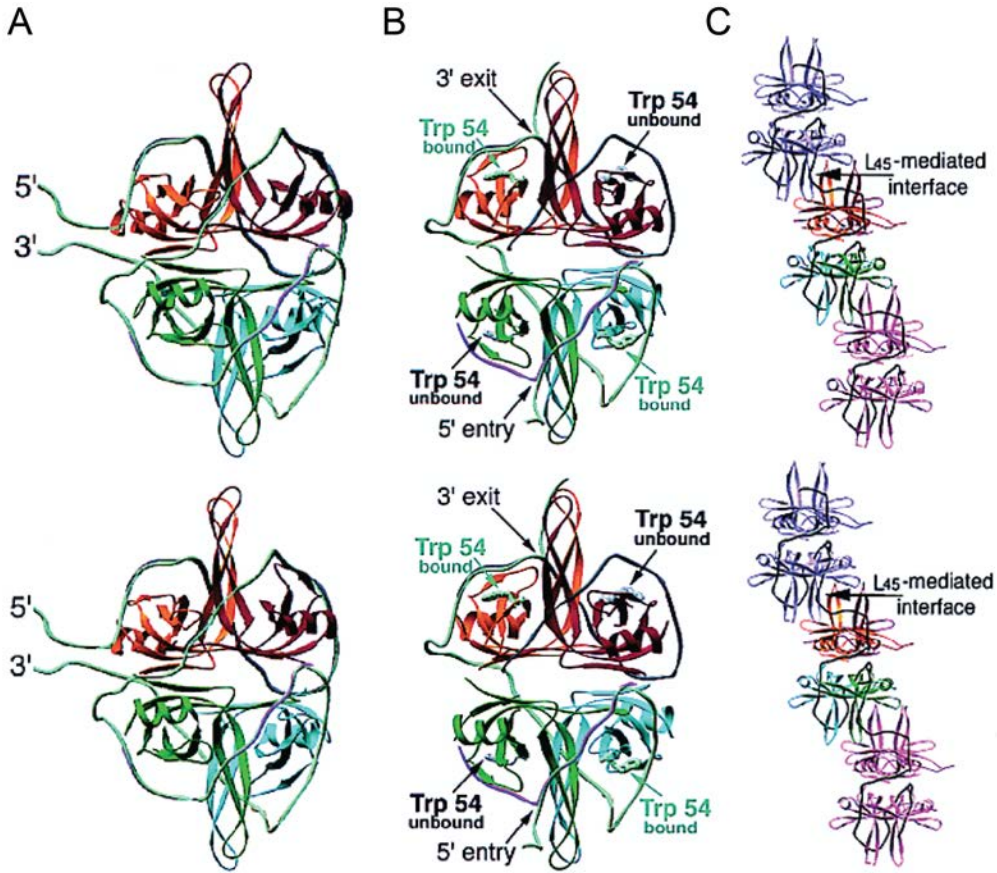 A
B
C
5'
3'
3' exit
Trp 54
bound
Trp 54
unbound
Trp 54
unbound
5' entry
Trp 54
bound
L45-mediated
interface
5'
3'
3' exit
Trp 54
bound
Trp 54
unbound
Trp 54
unbound
5' entry
Trp 54
bound
L45-mediated
interface